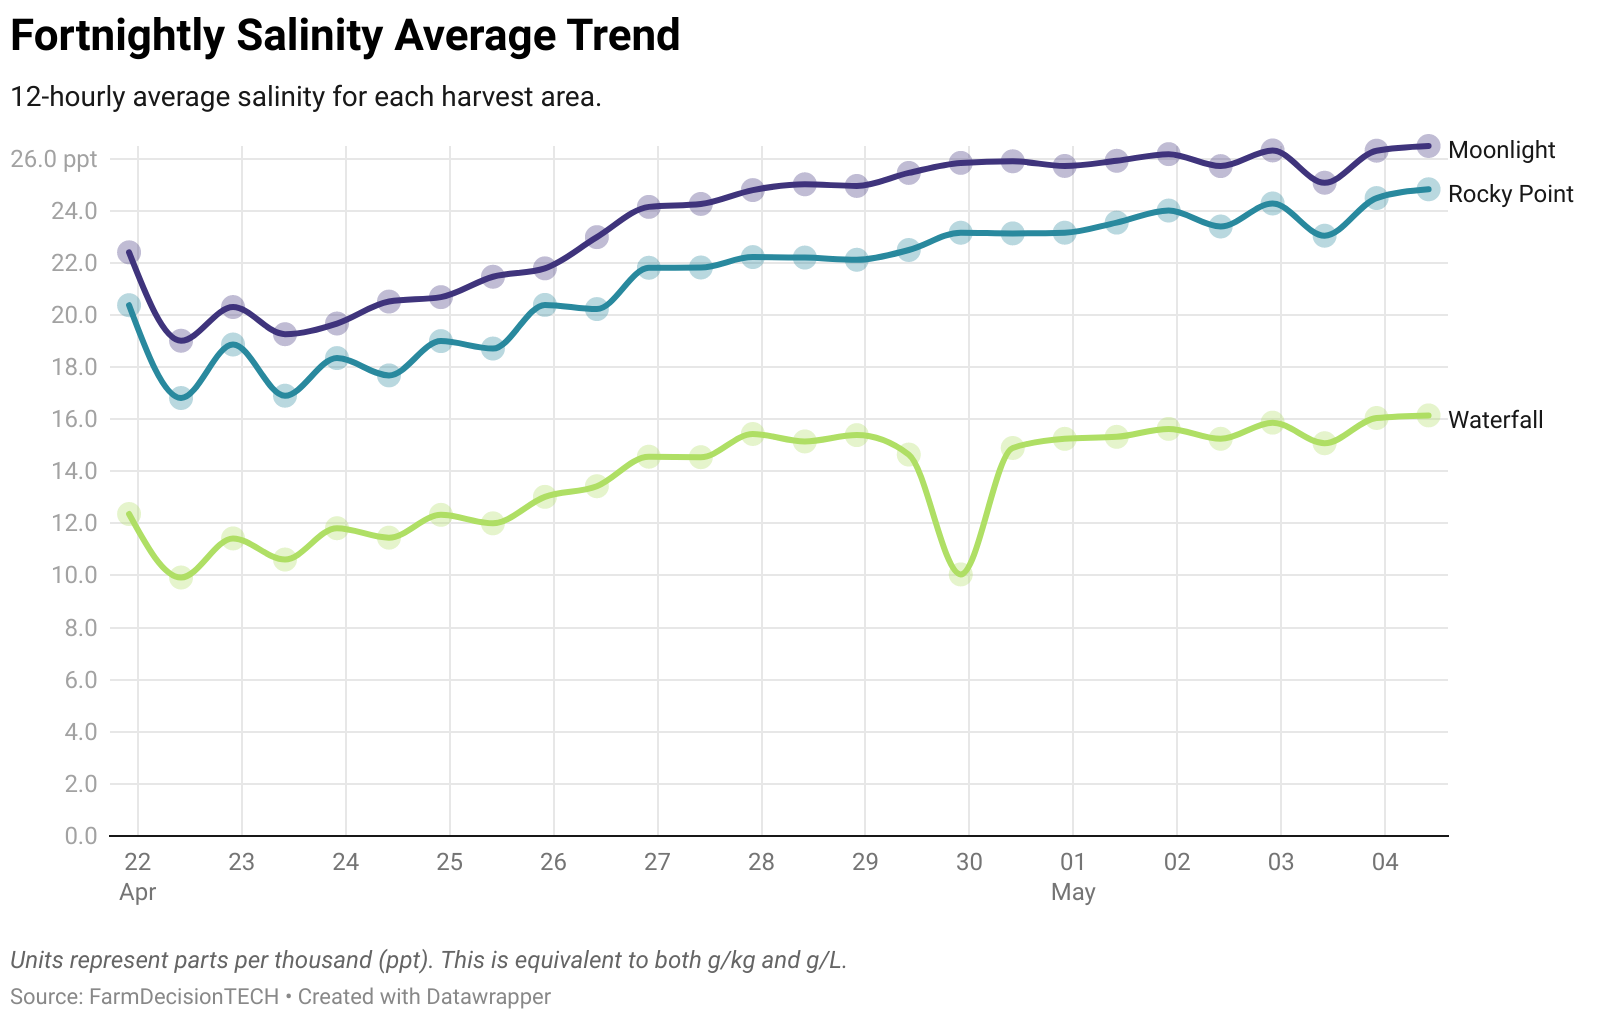 Fortnightly Salinity Average Trend
12-hourly average salinity for each harvest area.
26.0 ppt
24.0
22.0
20.0
18.0
16.0
14.0
12.0
10.0
8.0
6.0
4.0
2.0
0.0
Moonlight
Rocky Point
Waterfall
22 23 24 25 26 27 28 29 30 01 02 03 04
Apr May
Units represent parts per thousand (ppt). This is equivalent to both g/kg and g/L.
Source: FarmDecisionTECH • Created with Datawrapper